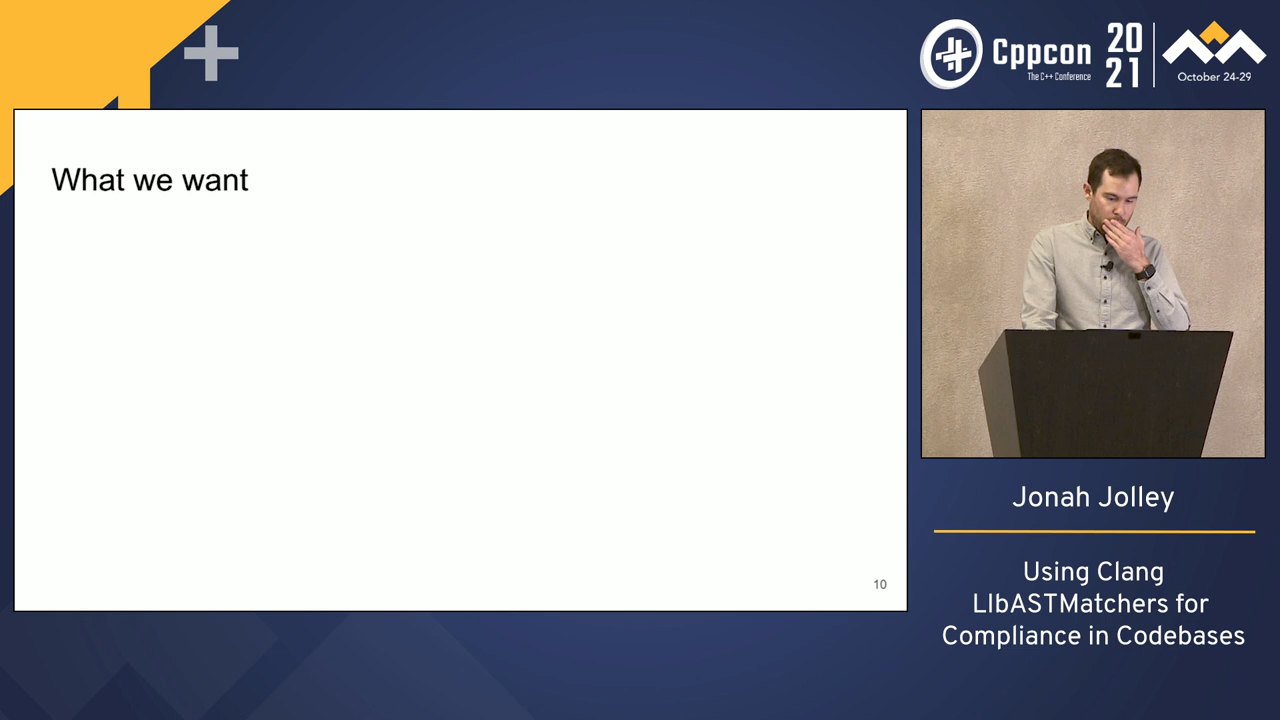 Cppcon
The C++ Conference
20
21
October 24-29
What we want
10
Jonah Jolley
Using Clang
LIbASTMatchers for
Compliance in Codebases